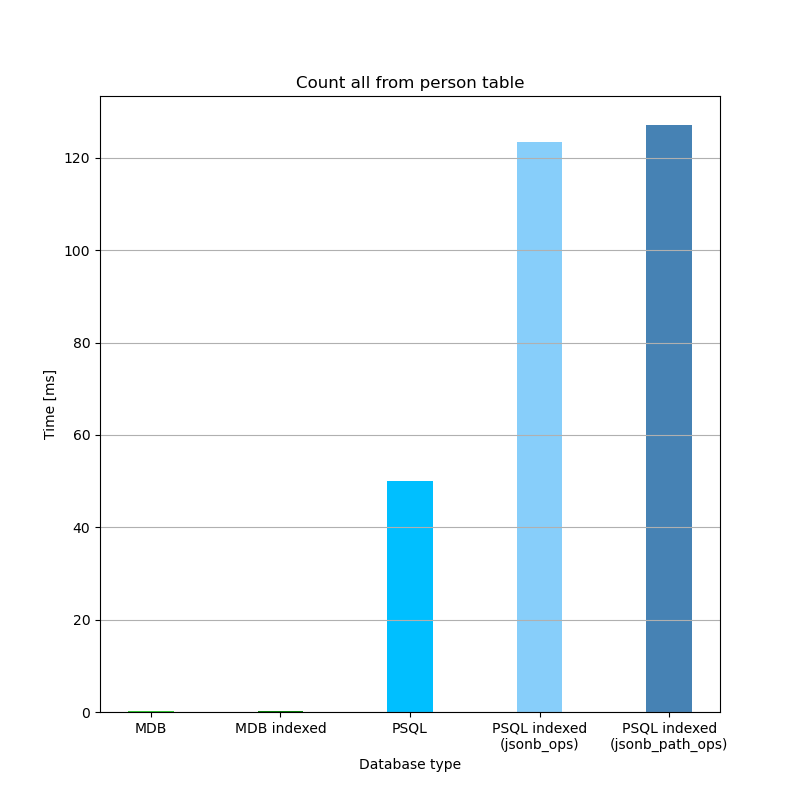 Count all from person table
Time [ms]
120
100
80
60
40
20
0
MDB
MDB indexed
PSQL
PSQL indexed
(jsonb_ops)
PSQL indexed
(jsonb_path_ops)
Database type